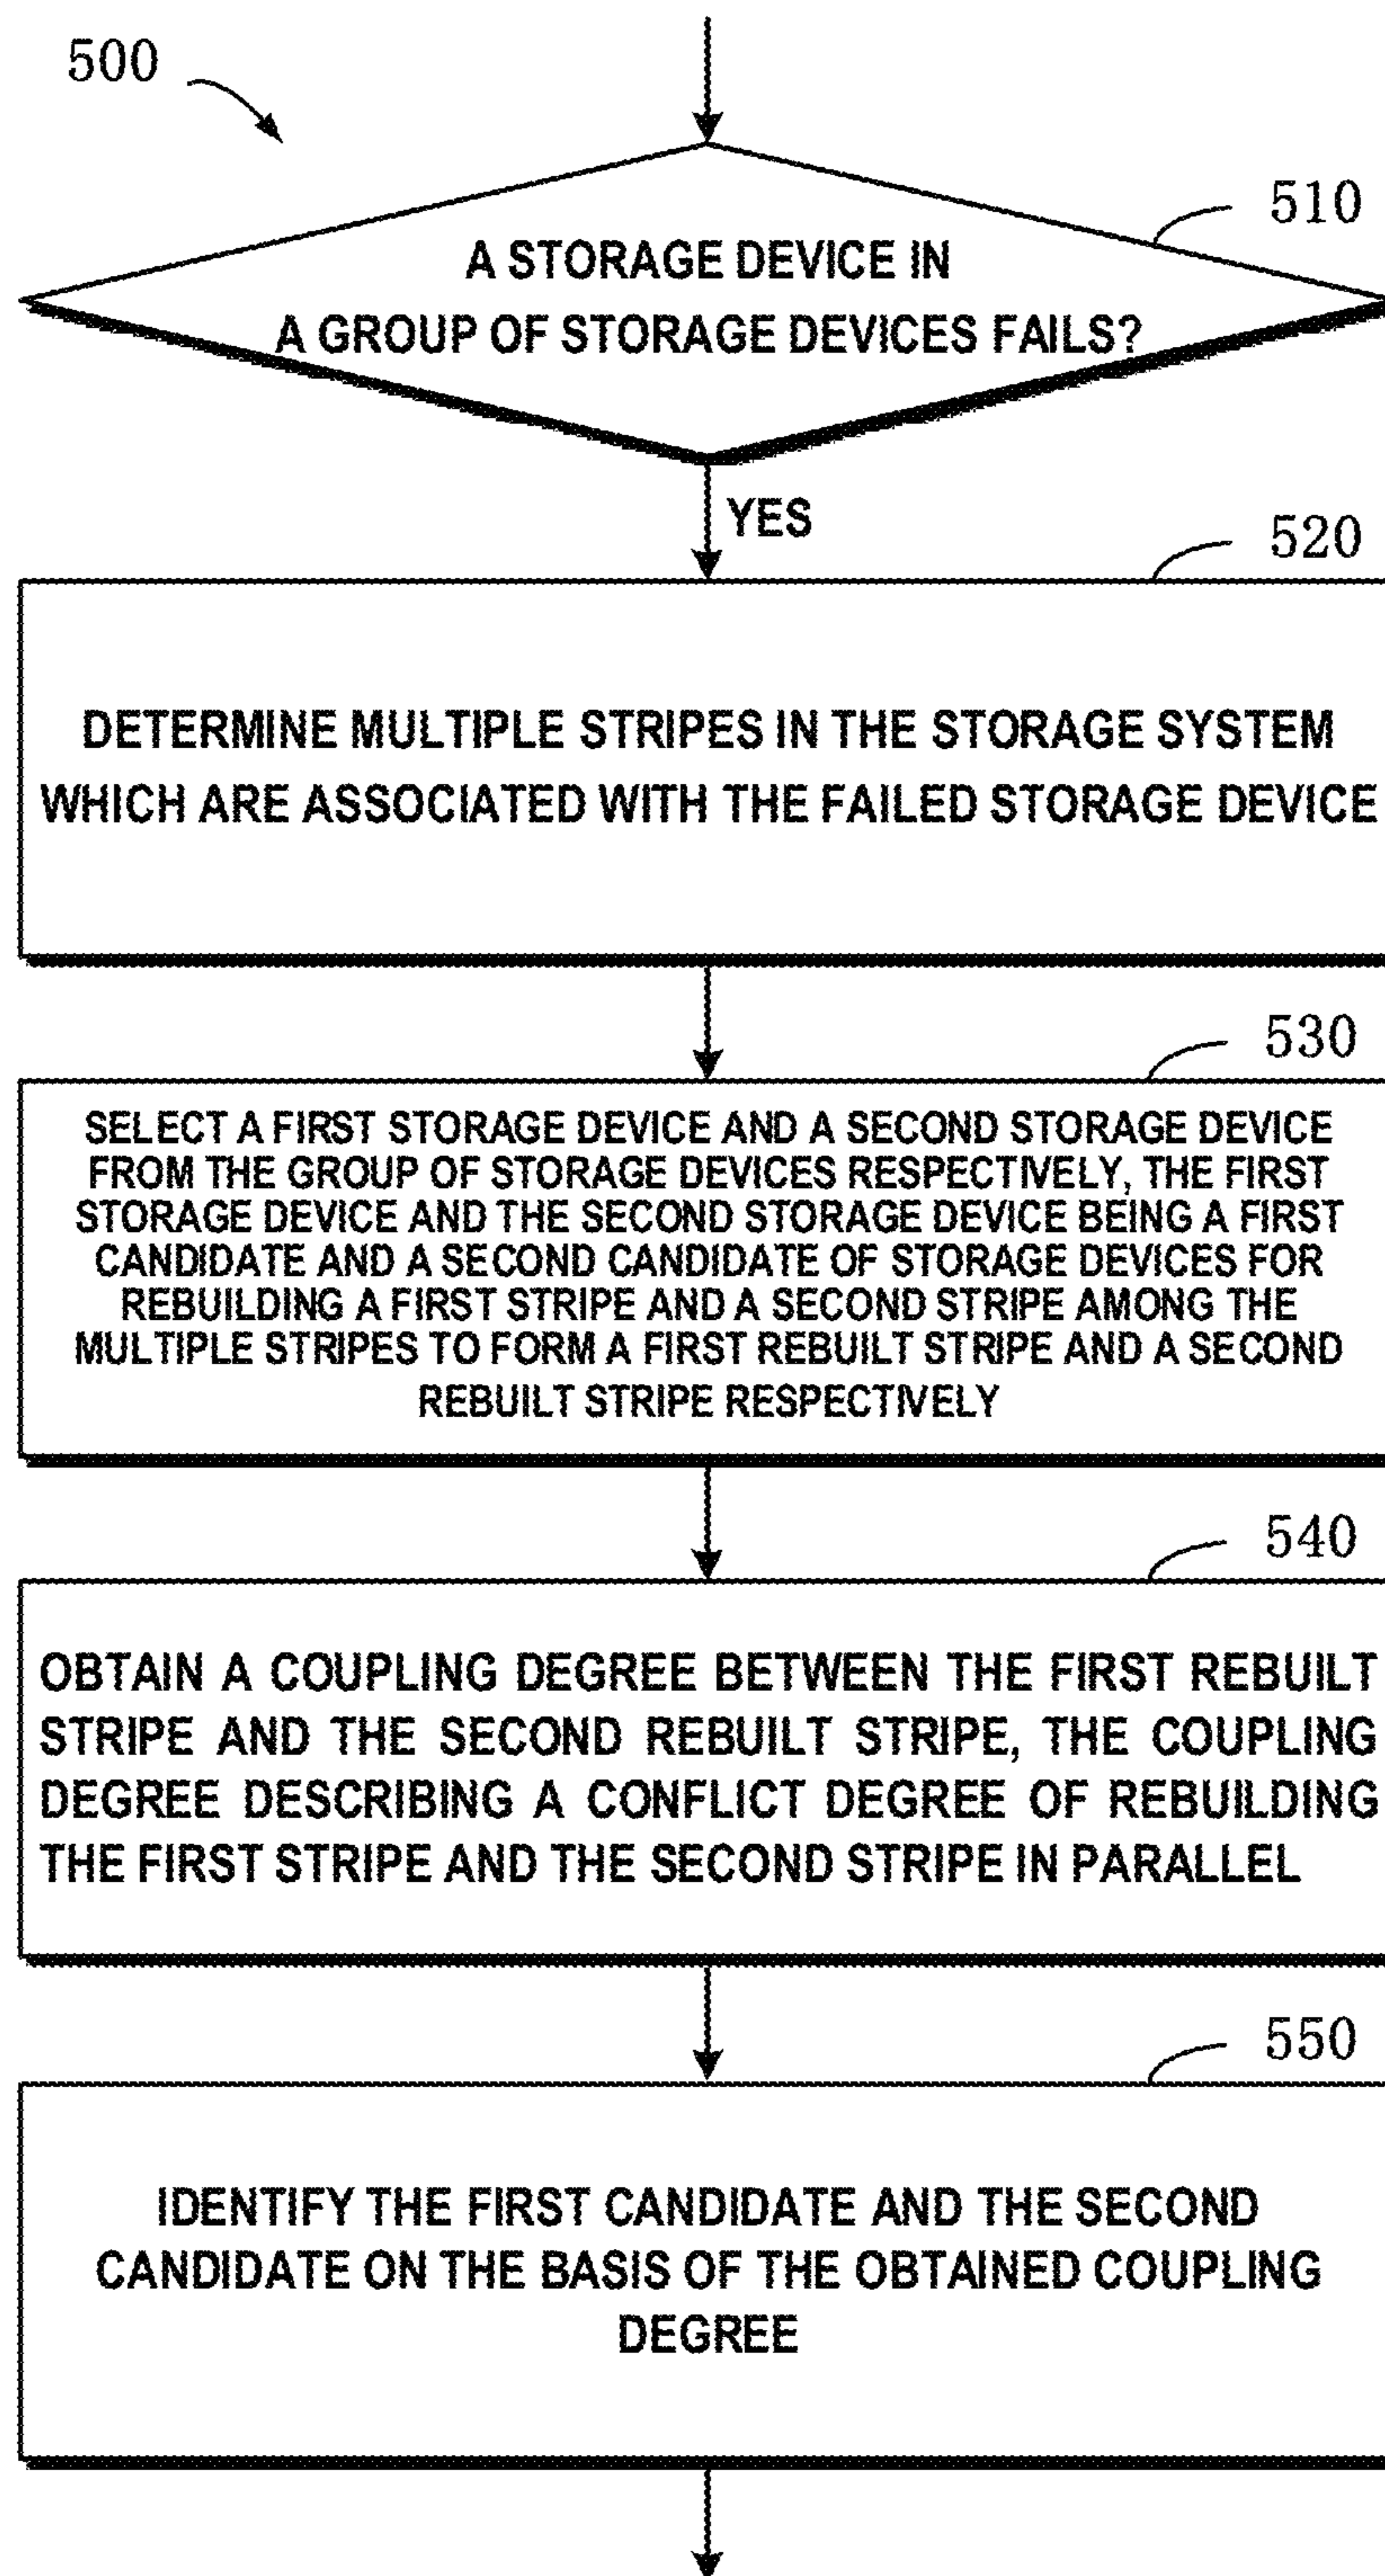 500
510
A STORAGE DEVICE IN
A GROUP OF STORAGE DEVICES FAILS?
YES
520
DETERMINE MULTIPLE STRIPES IN THE STORAGE SYSTEM
WHICH ARE ASSOCIATED WITH THE FAILED STORAGE DEVICE
530
SELECT A FIRST STORAGE DEVICE AND A SECOND STORAGE DEVICE
FROM THE GROUP OF STORAGE DEVICES RESPECTIVELY, THE FIRST
STORAGE DEVICE AND THE SECOND STORAGE DEVICE BEING A FIRST
CANDIDATE AND A SECOND CANDIDATE OF STORAGE DEVICES FOR
REBUILDING A FIRST STRIPE AND A SECOND STRIPE AMONG THE
MULTIPLE STRIPES TO FORM A FIRST REBUILT STRIPE AND A SECOND
REBUILT STRIPE RESPECTIVELY
540
OBTAIN A COUPLING DEGREE BETWEEN THE FIRST REBUILT
STRIPE AND THE SECOND REBUILT STRIPE, THE COUPLING
DEGREE DESCRIBING A CONFLICT DEGREE OF REBUILDING
THE FIRST STRIPE AND THE SECOND STRIPE IN PARALLEL
550
IDENTIFY THE FIRST CANDIDATE AND THE SECOND
CANDIDATE ON THE BASIS OF THE OBTAINED COUPLING
DEGREE